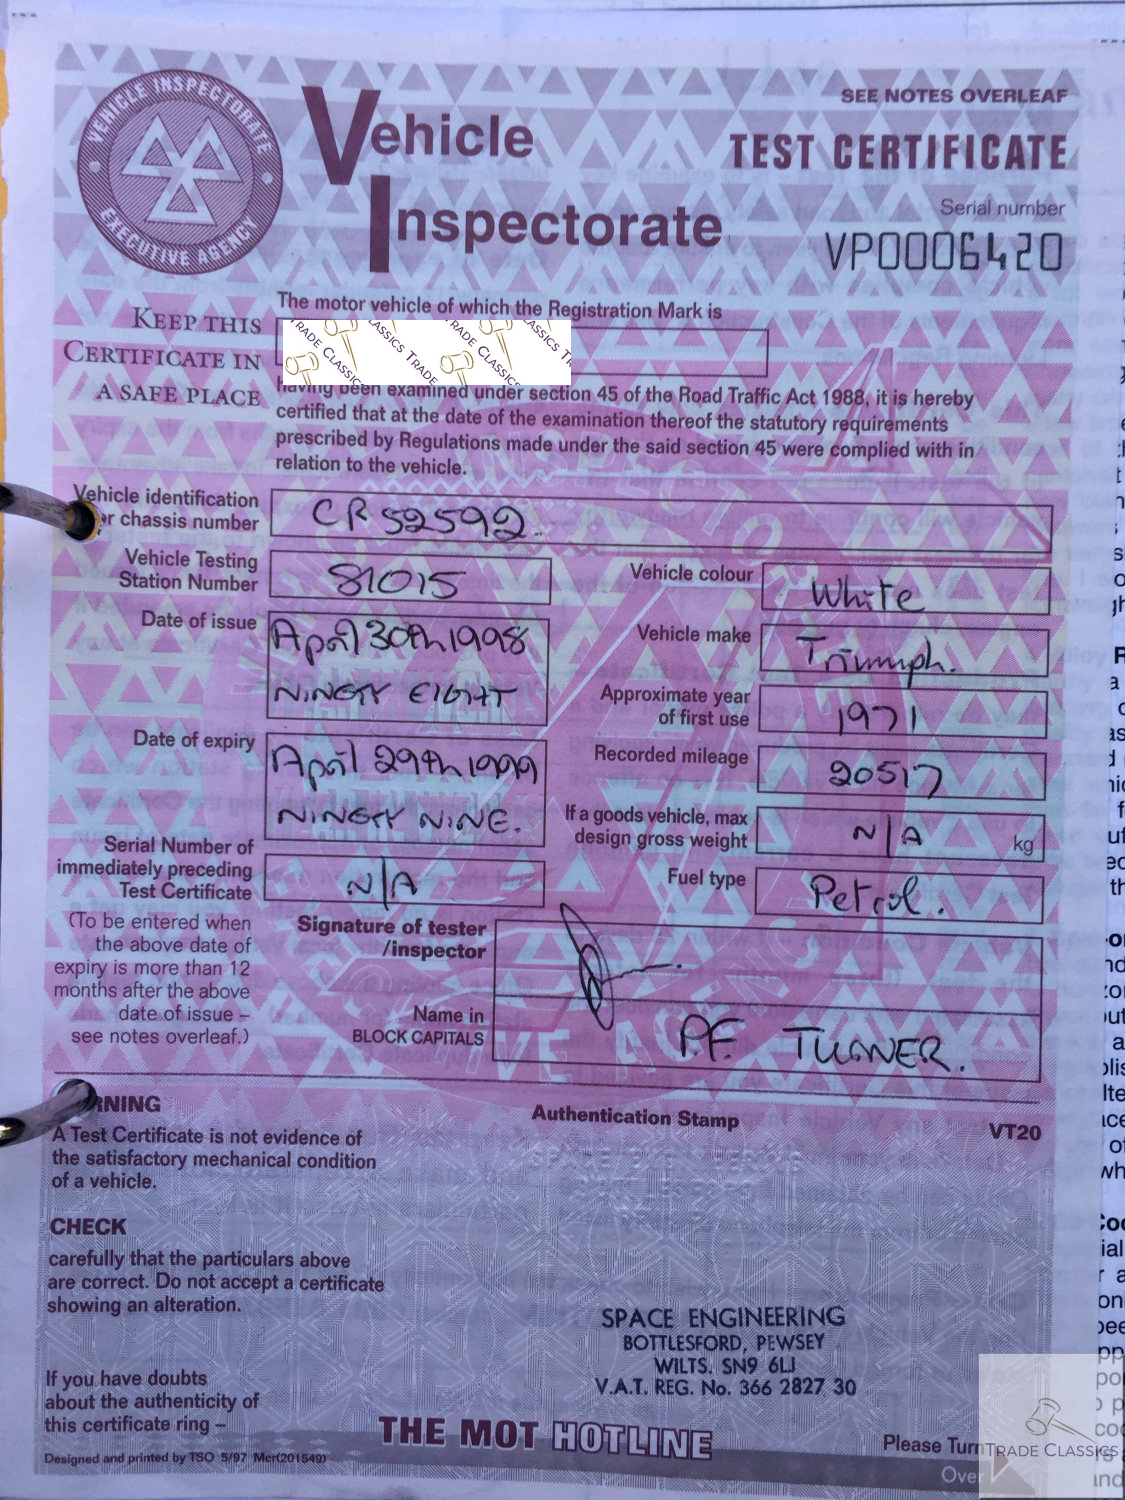 VEHICLE INSPECTORATE
EXECUTIVE AGENCY
Vehicle
Inspectorate
SEE NOTES OVERLEAF
TEST CERTIFICATE
Serial number
VP0006420
KEEP THIS
CERTIFICATE IN
A SAFE PLACE
The motor vehicle of which the Registration Mark is
TRADE CLASSICS
CLASSICS TRADE
TRADE CLASSICS
having been examined under section 45 of the Road Traffic Act 1988, it is hereby
certified that at the date of the examination thereof the statutory requirements
prescribed by Regulations made under the said section 45 were complied with in
relation to the vehicle.
Vehicle identification
or chassis number
CR 52592.
Vehicle Testing
Station Number
81015
Vehicle colour
White
Date of issue
April 30th 1998
NINETY EIGHT
Vehicle make
Triumph.
Approximate year
of first use
1971
Date of expiry
April 29th 1999
NINETY NINE.
Recorded mileage
20517
If a goods vehicle, max
design gross weight
N/A
kg
Serial Number of
immediately preceding
Test Certificate
N/A
Fuel type
Petrol.
(To be entered when
the above date of
expiry is more than 12
months after the above
date of issue –
see notes overleaf.)
Signature of tester
/inspector
Name in
BLOCK CAPITALS
P.F. TURNER.
WARNING
A Test Certificate is not evidence of
the satisfactory mechanical condition
of a vehicle.
Authentication Stamp
VT20
CHECK
carefully that the particulars above
are correct. Do not accept a certificate
showing an alteration.
SPACE ENGINEERING
BOTTLESFORD, PEWSEY
WILTS. SN9 6LJ
V.A.T. REG. No. 366 2827 30
If you have doubts
about the authenticity of
this certificate ring –
THE MOT HOTLINE
Designed and printed by TSO 5/97 Mcr(201549)
Please Turn
Over
TRADE CLASSICS